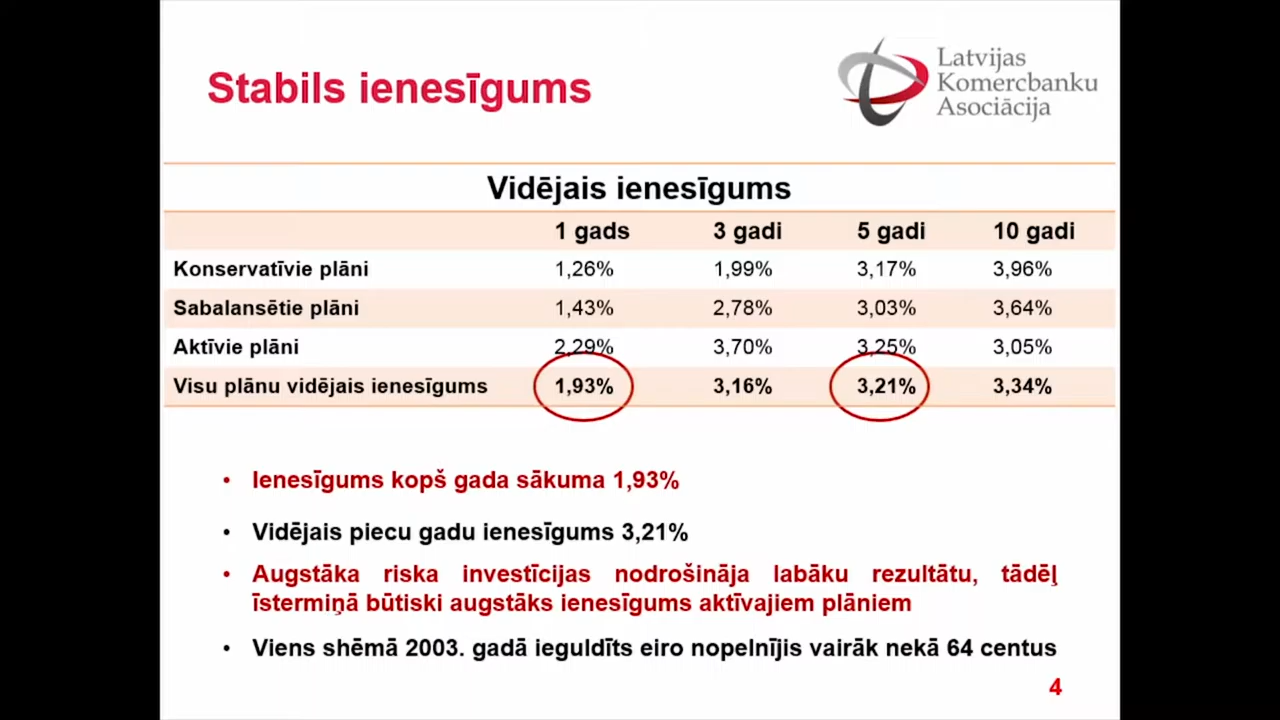 Stabils ienesīgums
Latvijas
Komercbanku
Asociācija
Vidējais ienesīgums
1 gads 3 gadi 5 gadi 10 gadi
Konservatīvie plāni 1,26% 1,99% 3,17% 3,96%
Sabalansētie plāni 1,43% 2,78% 3,03% 3,64%
Aktīvie plāni 2,29% 3,70% 3,25% 3,05%
Visu plānu vidējais ienesīgums 1,93% 3,16% 3,21% 3,34%
• Ienesīgums kopš gada sākuma 1,93%
• Vidējais piecu gadu ienesīgums 3,21%
• Augstāka riska investīcijas nodrošināja labāku rezultātu, tādēļ
īstermiņā būtiski augstāks ienesīgums aktīvajiem plāniem
• Viens shēmā 2003. gadā ieguldīts eiro nopelnījis vairāk nekā 64 centus
4